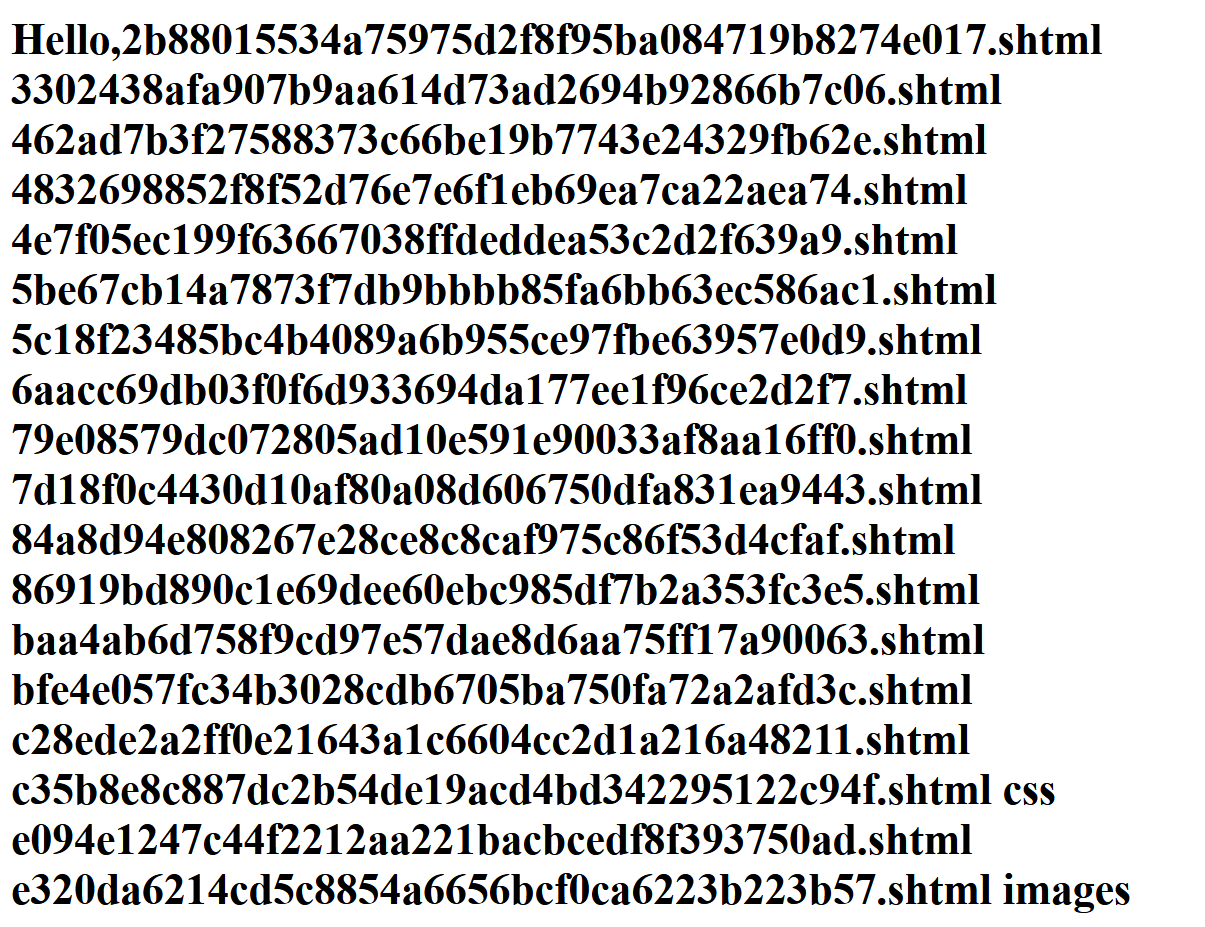 Hello,2b88015534a75975d2f8f95ba084719b8274e017.shtml
3302438afa907b9aa614d73ad2694b92866b7c06.shtml
462ad7b3f27588373c66be19b7743e24329fb62e.shtml
4832698852f8f52d76e7e6f1eb69ea7ca22aea74.shtml
4e7f05ec199f63667038ffdeddea53c2d2f639a9.shtml
5be67cb14a7873f7db9bbbb85fa6bb63ec586ac1.shtml
5c18f23485bc4b4089a6b955ce97fbe63957e0d9.shtml
6aacc69db03f0f6d933694da177ee1f96ce2d2f7.shtml
79e08579dc072805ad10e591e90033af8aa16ff0.shtml
7d18f0c4430d10af80a08d606750dfa831ea9443.shtml
84a8d94e808267e28ce8c8caf975c86f53d4cfaf.shtml
86919bd890c1e69dee60ebc985df7b2a353fc3e5.shtml
baa4ab6d758f9cd97e57dae8d6aa75ff17a90063.shtml
bfe4e057fc34b3028cdb6705ba750fa72a2afd3c.shtml
c28ede2a2ff0e21643a1c6604cc2d1a216a48211.shtml
c35b8e8c887dc2b54de19acd4bd342295122c94f.shtml css
e094e1247c44f2212aa221bacbcedf8f393750ad.shtml
e320da6214cd5c8854a6656bcf0ca6223b223b57.shtml images